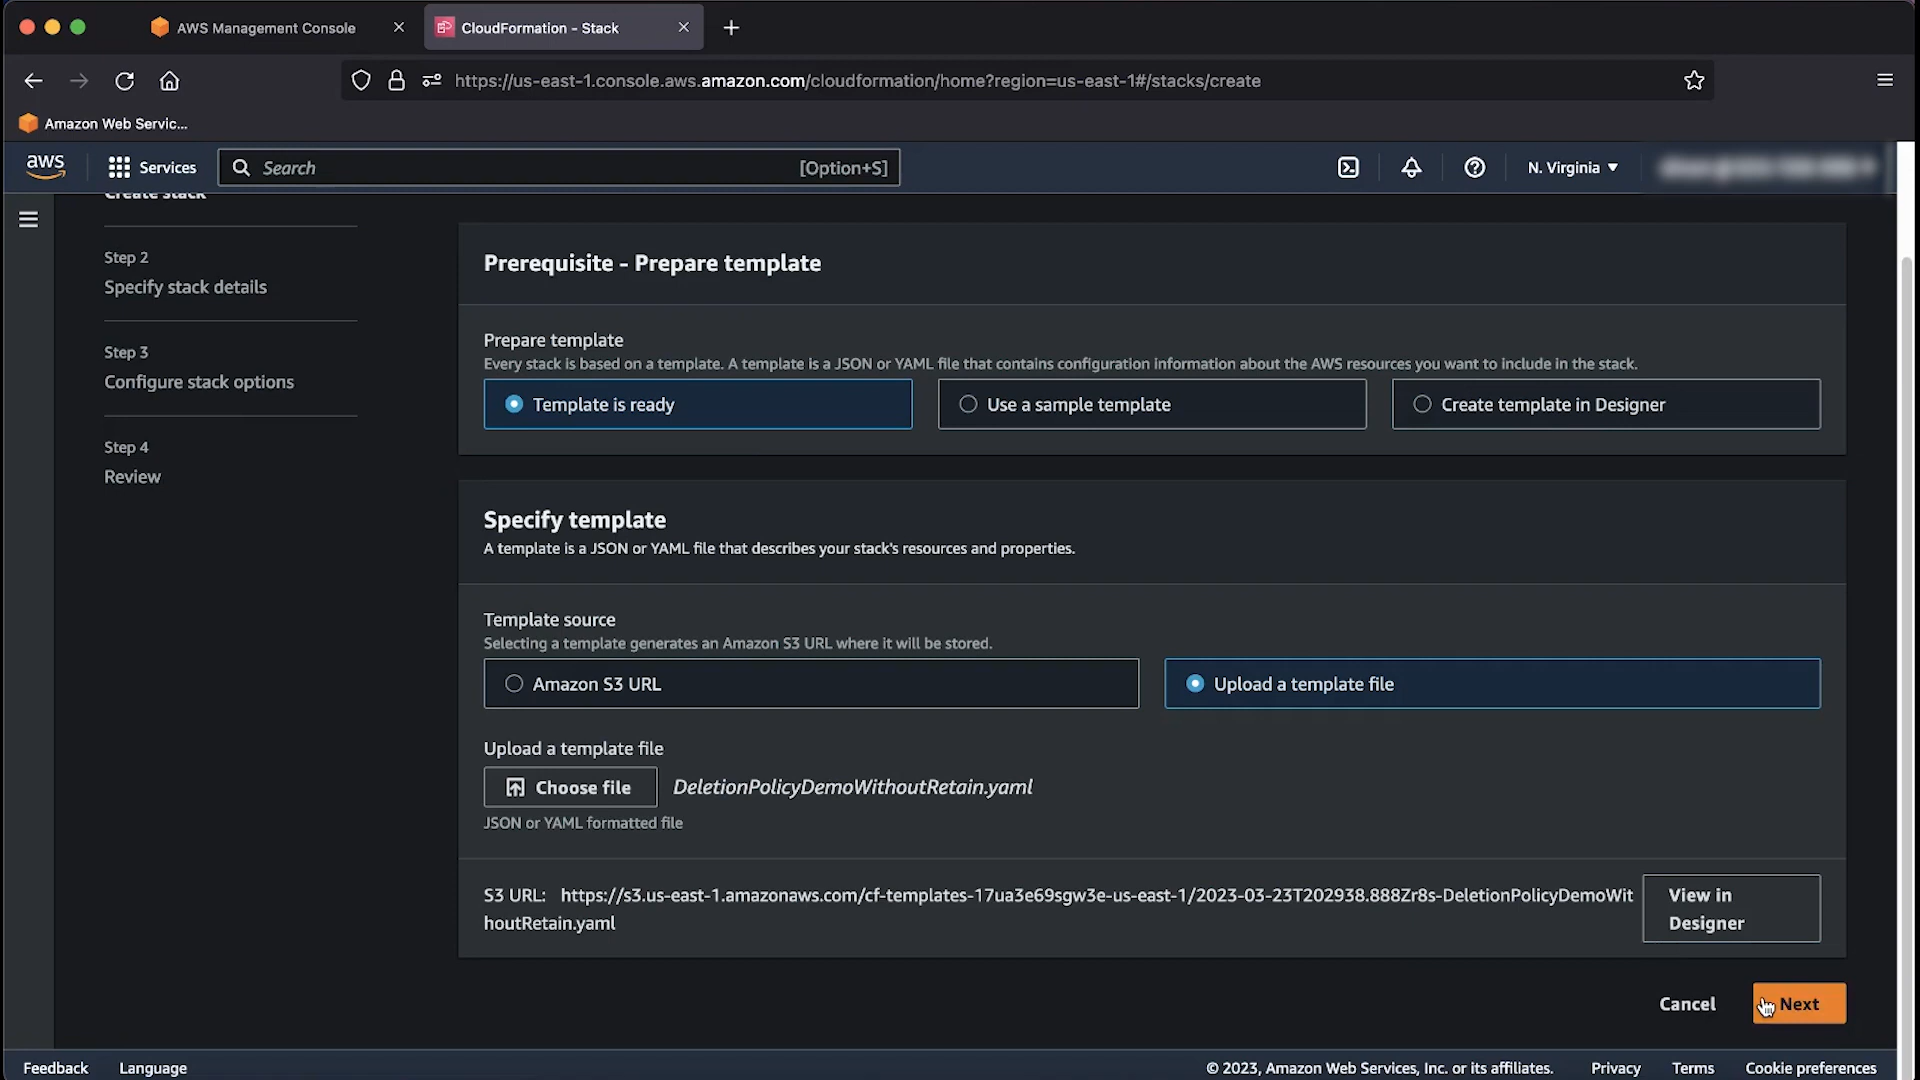 AWS Management Console
CloudFormation - Stack
https://us-east-1.console.aws.amazon.com/cloudformation/home?region=us-east-1#/stacks/create
Amazon Web Servic...
aws
Services
Search
[Option+S]
N. Virginia
Create stack
Step 2
Specify stack details
Step 3
Configure stack options
Step 4
Review
Prerequisite - Prepare template
Prepare template
Every stack is based on a template. A template is a JSON or YAML file that contains configuration information about the AWS resources you want to include in the stack.
Template is ready
Use a sample template
Create template in Designer
Specify template
A template is a JSON or YAML file that describes your stack's resources and properties.
Template source
Selecting a template generates an Amazon S3 URL where it will be stored.
Amazon S3 URL
Upload a template file
Upload a template file
Choose file
DeletionPolicyDemoWithoutRetain.yaml
JSON or YAML formatted file
S3 URL: https://s3.us-east-1.amazonaws.com/cf-templates-17ua3e69sgw3e-us-east-1/2023-03-23T202938.888Zr8s-DeletionPolicyDemoWit
houtRetain.yaml
View in
Designer
Cancel
Next
Feedback
Language
© 2023, Amazon Web Services, Inc. or its affiliates.
Privacy
Terms
Cookie preferences